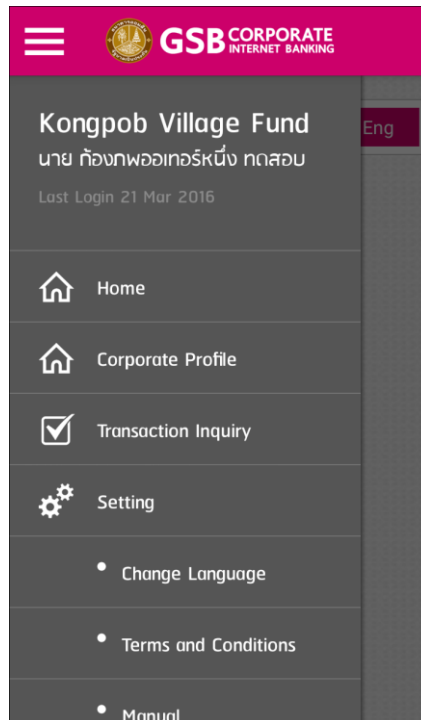 GSB CORPORATE
INTERNET BANKING
Kongpob Village Fund
นาย ก้องภพออเทอร์หนึ่ง ทดสอบ
Last Login 21 Mar 2016
Eng
Home
Corporate Profile
Transaction Inquiry
Setting
• Change Language
• Terms and Conditions
• Manual